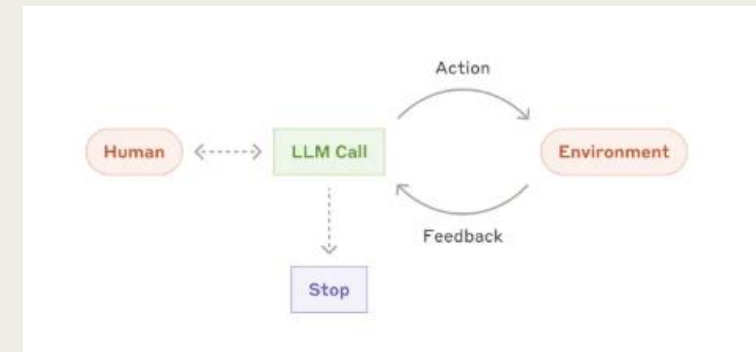 Action
Human
LLM Call
Environment
Feedback
Stop